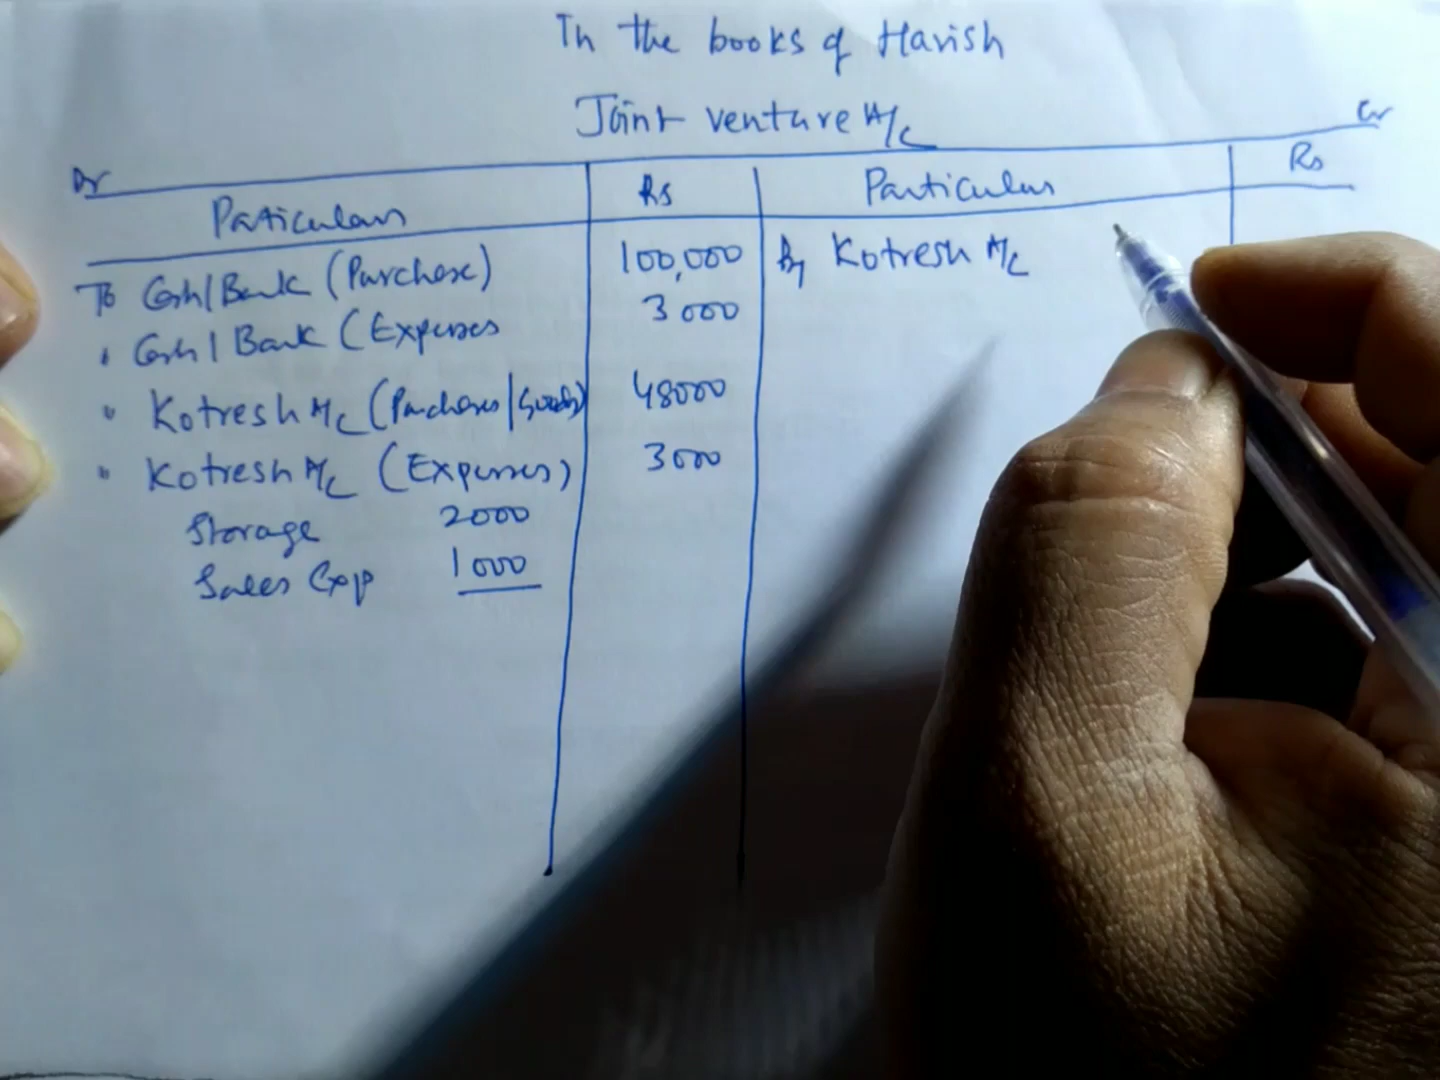 In the books of Harish
Joint venture A/c
Dr
Cr
Particulars Rs Particulars Rs
To Cash/Bank (Purchase) 100,000 By Kotresh A/c
" Cash/Bank (Expenses 3000
" Kotresh A/c (Purchases/Goods) 48000
" Kotresh A/c (Expenses) 3000
Storage 2000
Sales Exp 1000